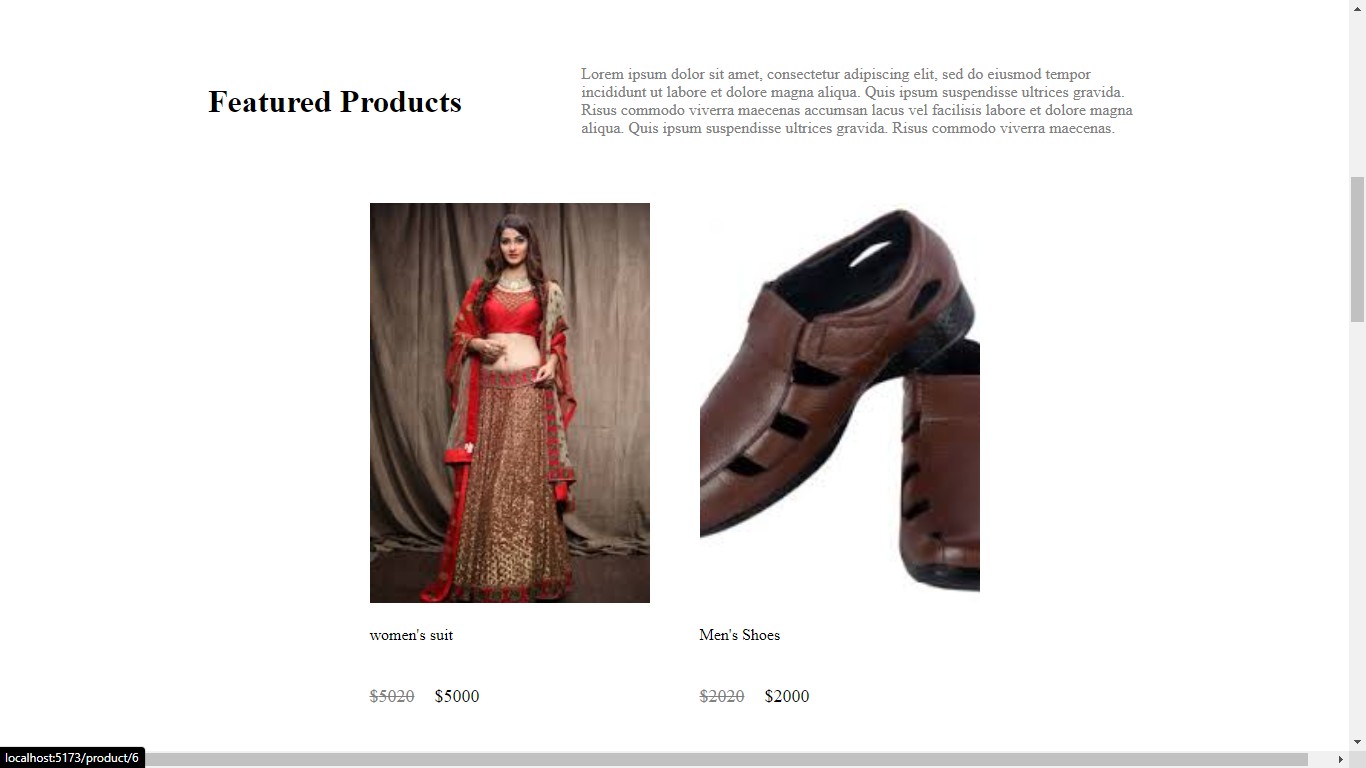 Featured Products
Lorem ipsum dolor sit amet, consectetur adipiscing elit, sed do eiusmod tempor
incididunt ut labore et dolore magna aliqua. Quis ipsum suspendisse ultrices gravida.
Risus commodo viverra maecenas accumsan lacus vel facilisis labore et dolore magna
aliqua. Quis ipsum suspendisse ultrices gravida. Risus commodo viverra maecenas.
women's suit
Men's Shoes
$5020 $5000
$2020 $2000
localhost:5173/product/6